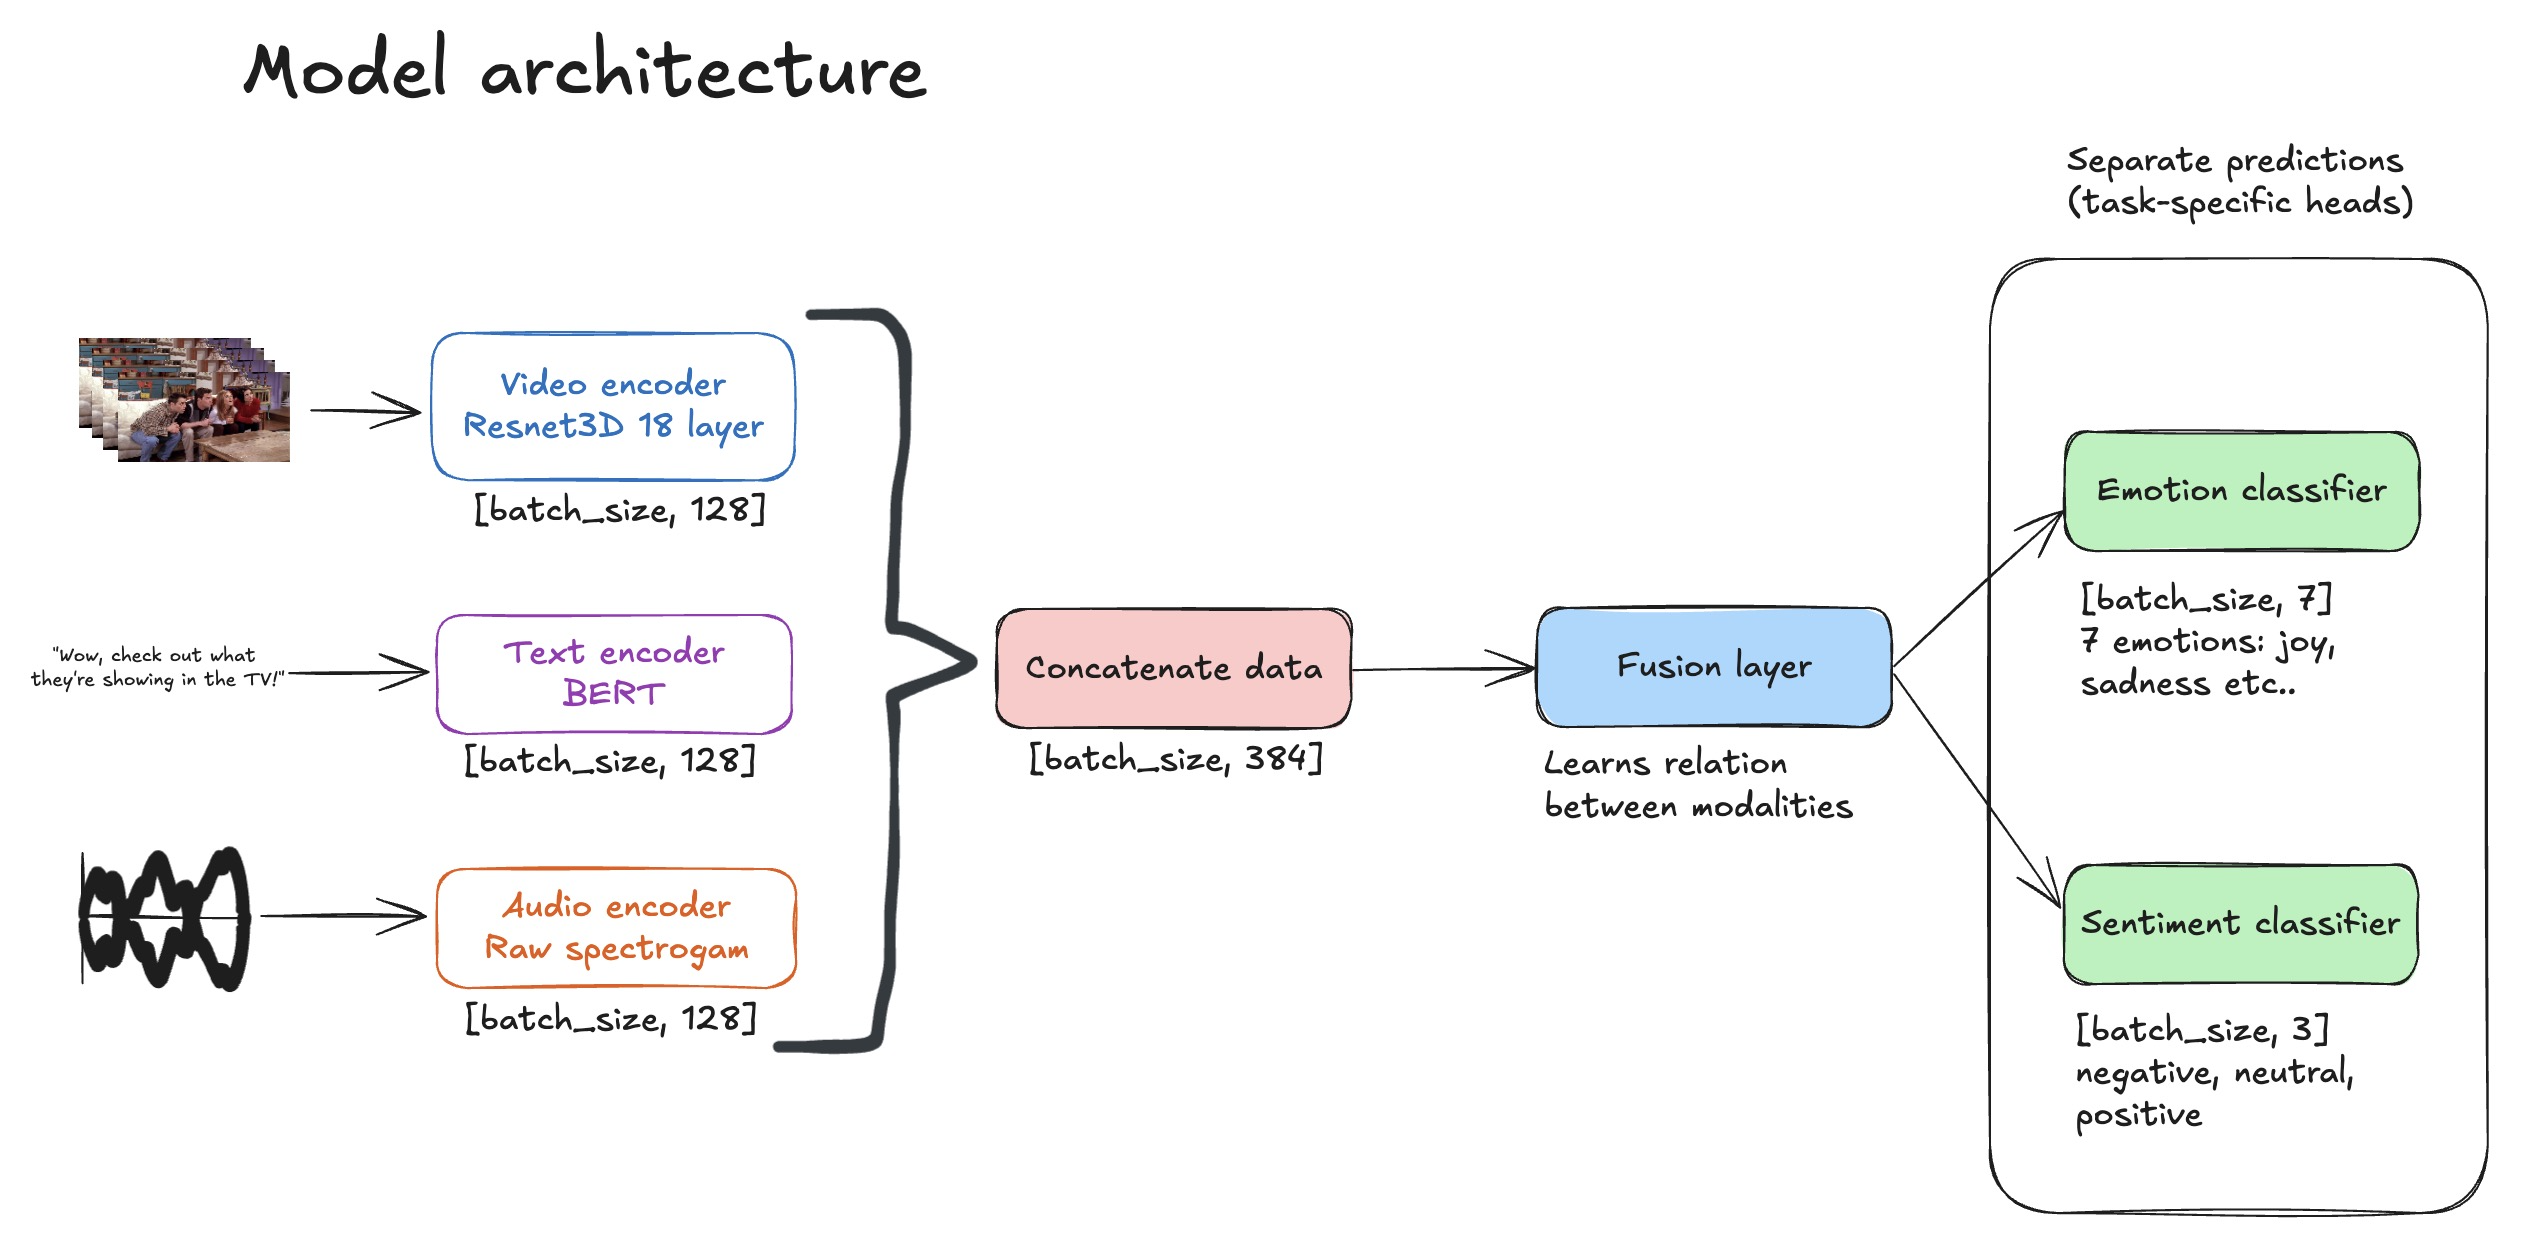 Model architecture
Separate predictions
(task-specific heads)
Video encoder
Resnet3D 18 layer
[batch_size, 128]
"Wow, check out what
they're showing in the TV!"
Text encoder
BERT
[batch_size, 128]
Audio encoder
Raw spectrogam
[batch_size, 128]
Concatenate data
[batch_size, 384]
Fusion layer
Learns relation
between modalities
Emotion classifier
[batch_size, 7]
7 emotions: joy,
sadness etc..
Sentiment classifier
[batch_size, 3]
negative, neutral,
positive